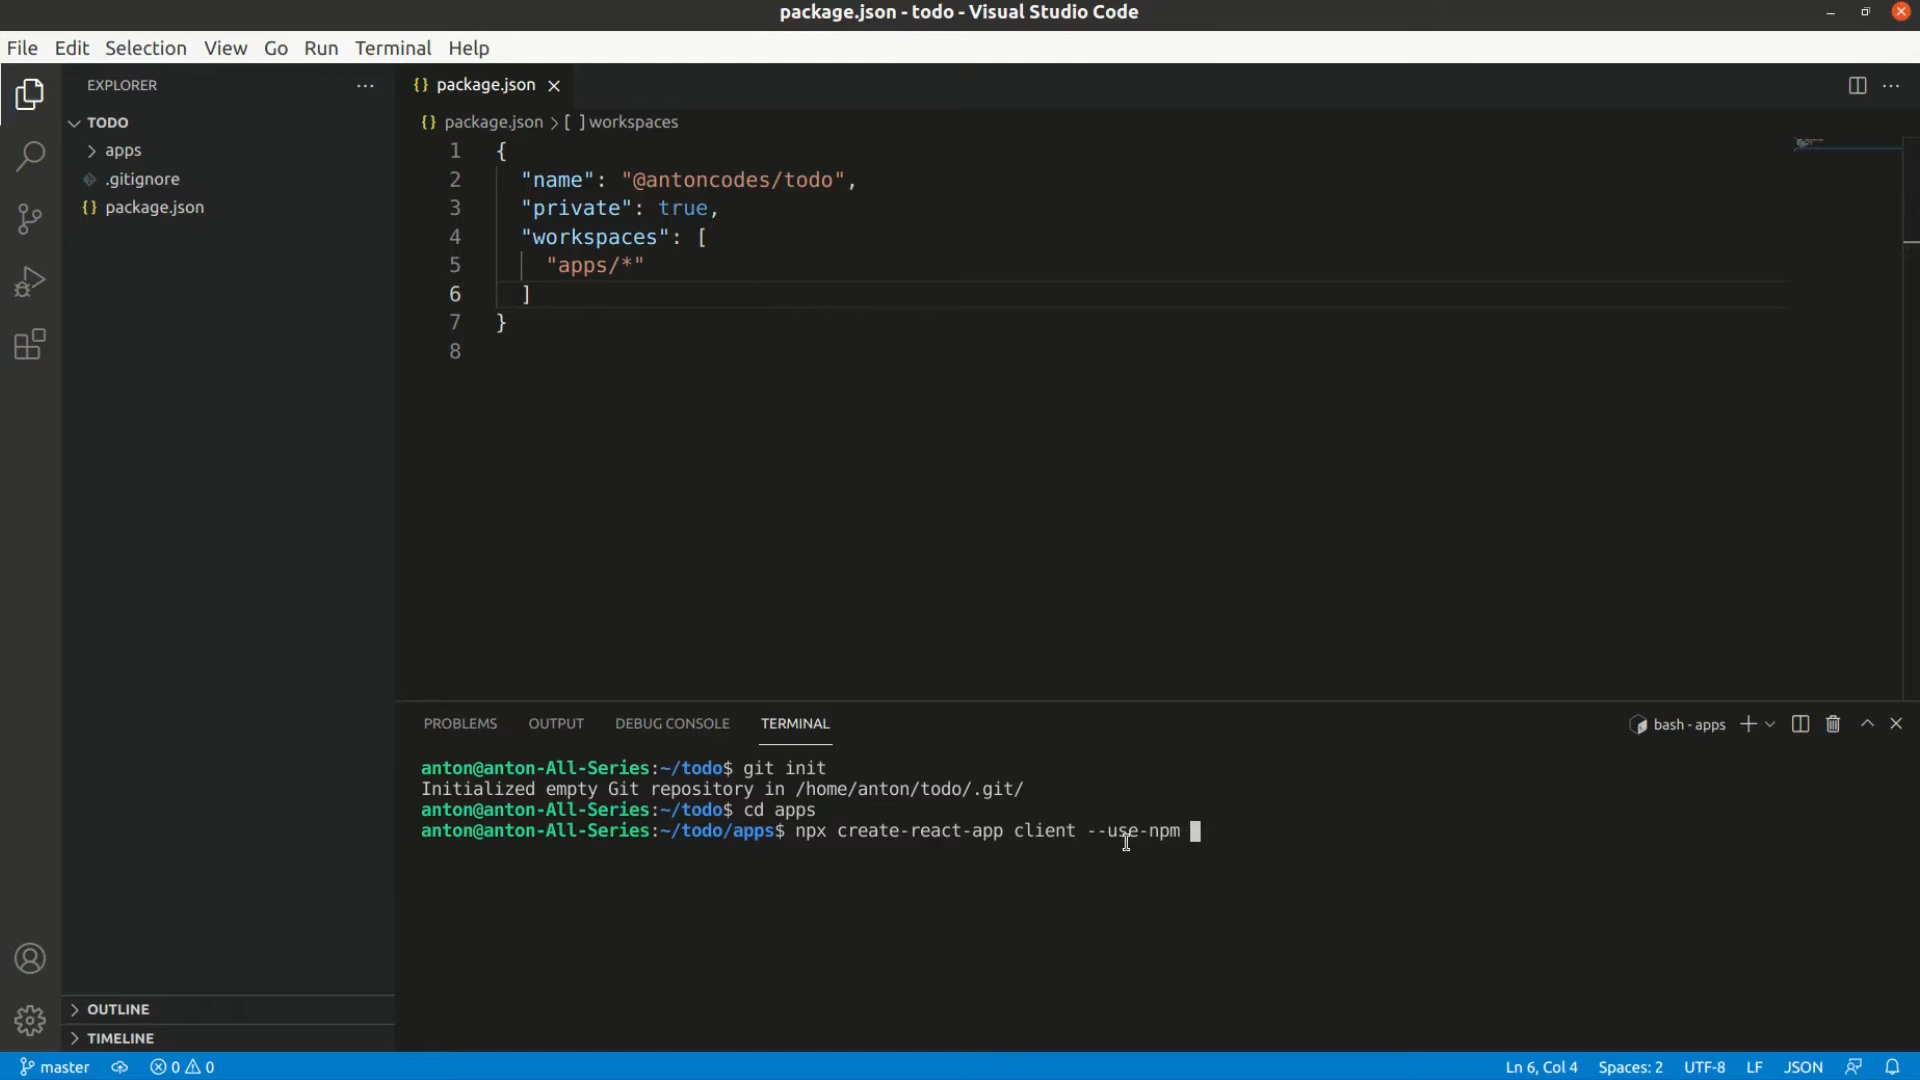 package.json - todo - Visual Studio Code
File Edit Selection View Go Run Terminal Help
EXPLORER
TODO
apps
.gitignore
{} package.json
{} package.json
{} package.json > [ ] workspaces
1 {
2 "name": "@antoncodes/todo",
3 "private": true,
4 "workspaces": [
5 "apps/*"
6 ]
7 }
8
PROBLEMS OUTPUT DEBUG CONSOLE TERMINAL
bash - apps
anton@anton-All-Series:~/todo$ git init
Initialized empty Git repository in /home/anton/todo/.git/
anton@anton-All-Series:~/todo$ cd apps
anton@anton-All-Series:~/todo/apps$ npx create-react-app client --use-npm
OUTLINE
TIMELINE
master 0 0 Ln 6, Col 4 Spaces: 2 UTF-8 LF JSON